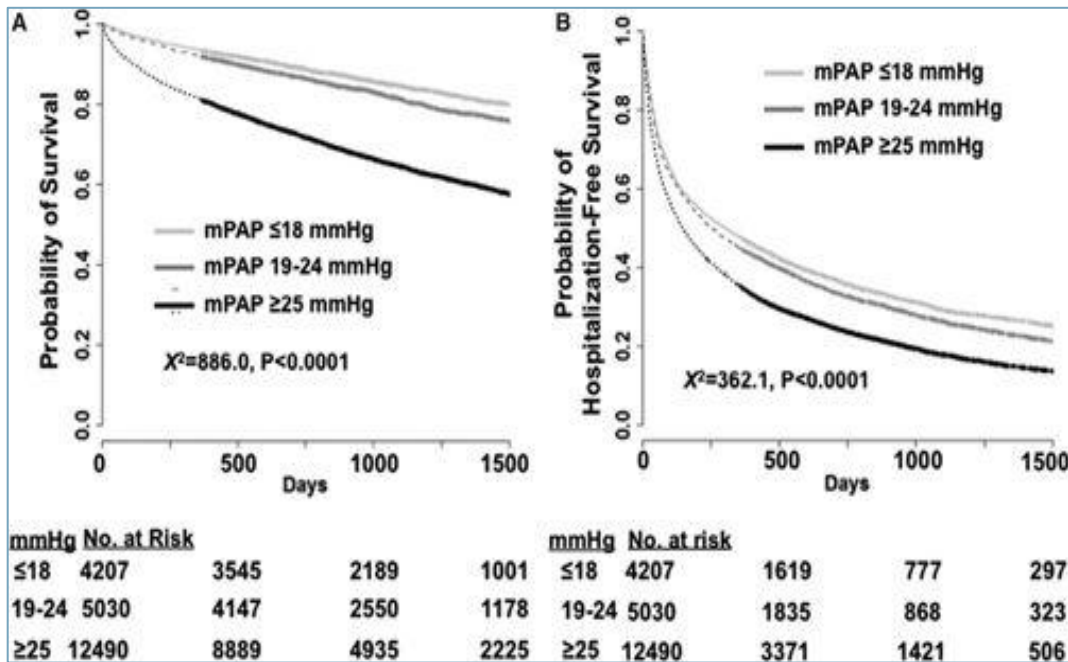 A
Probability of Survival
1.0
0.8
0.6
0.4
0.2
0.0
mPAP ≤18 mmHg
mPAP 19-24 mmHg
mPAP ≥25 mmHg
X²=886.0, P<0.0001
0 500 1000 1500
Days
mmHg No. at Risk
≤18 4207 3545 2189 1001
19-24 5030 4147 2550 1178
≥25 12490 8889 4935 2225
B
Probability of
Hospitalization-Free Survival
1.0
0.8
0.6
0.4
0.2
0.0
mPAP ≤18 mmHg
mPAP 19-24 mmHg
mPAP ≥25 mmHg
X²=362.1, P<0.0001
0 500 1000 1500
Days
mmHg No. at risk
≤18 4207 1619 777 297
19-24 5030 1835 868 323
≥25 12490 3371 1421 506